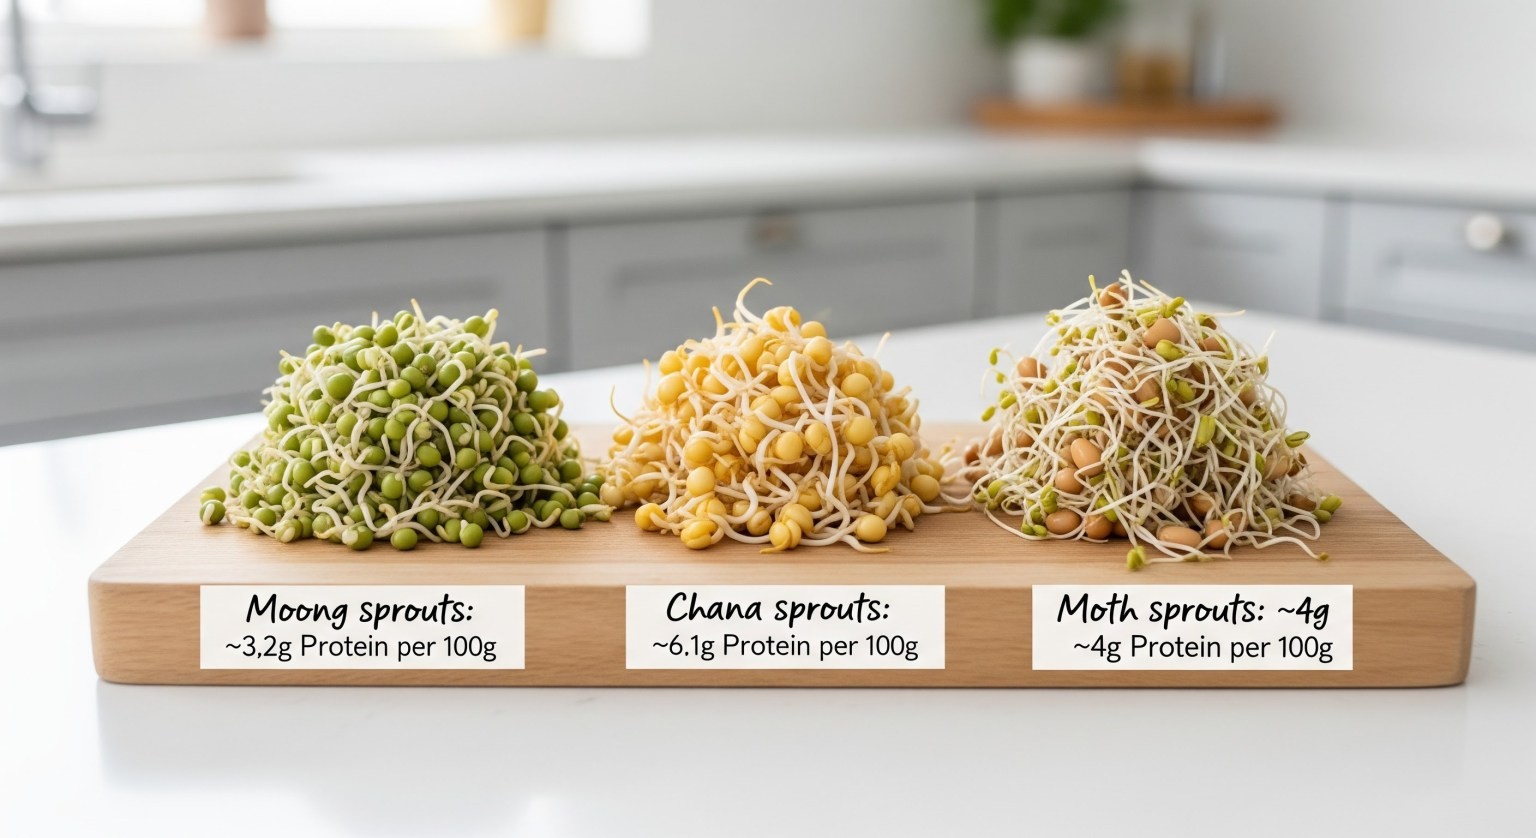 Moong sprouts:
~3,2g Protein per 100g
Chana sprouts:
~6.1g Protein per 100g
Moth sprouts: ~4g
~4g Protein per 100g